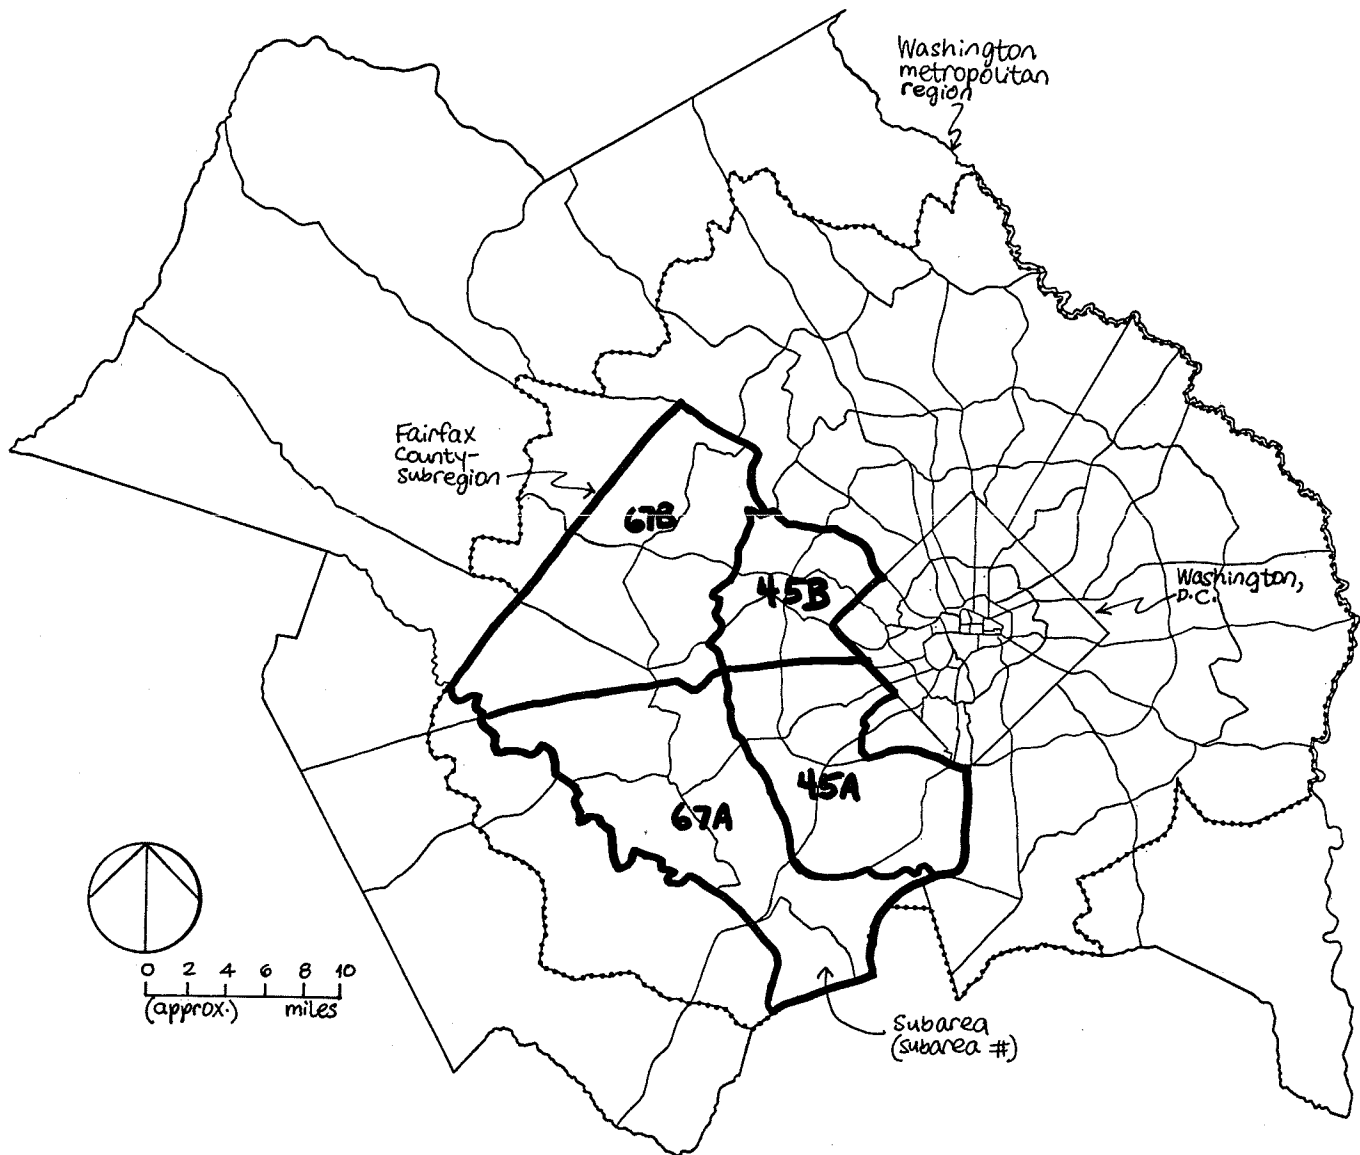 Washington
metropolitan
region
Fairfax
County-
subregion
67B
45B
Washington,
D.C.
45A
67A
0 2 4 6 8 10
(approx.) miles
Subarea
(subarea #)